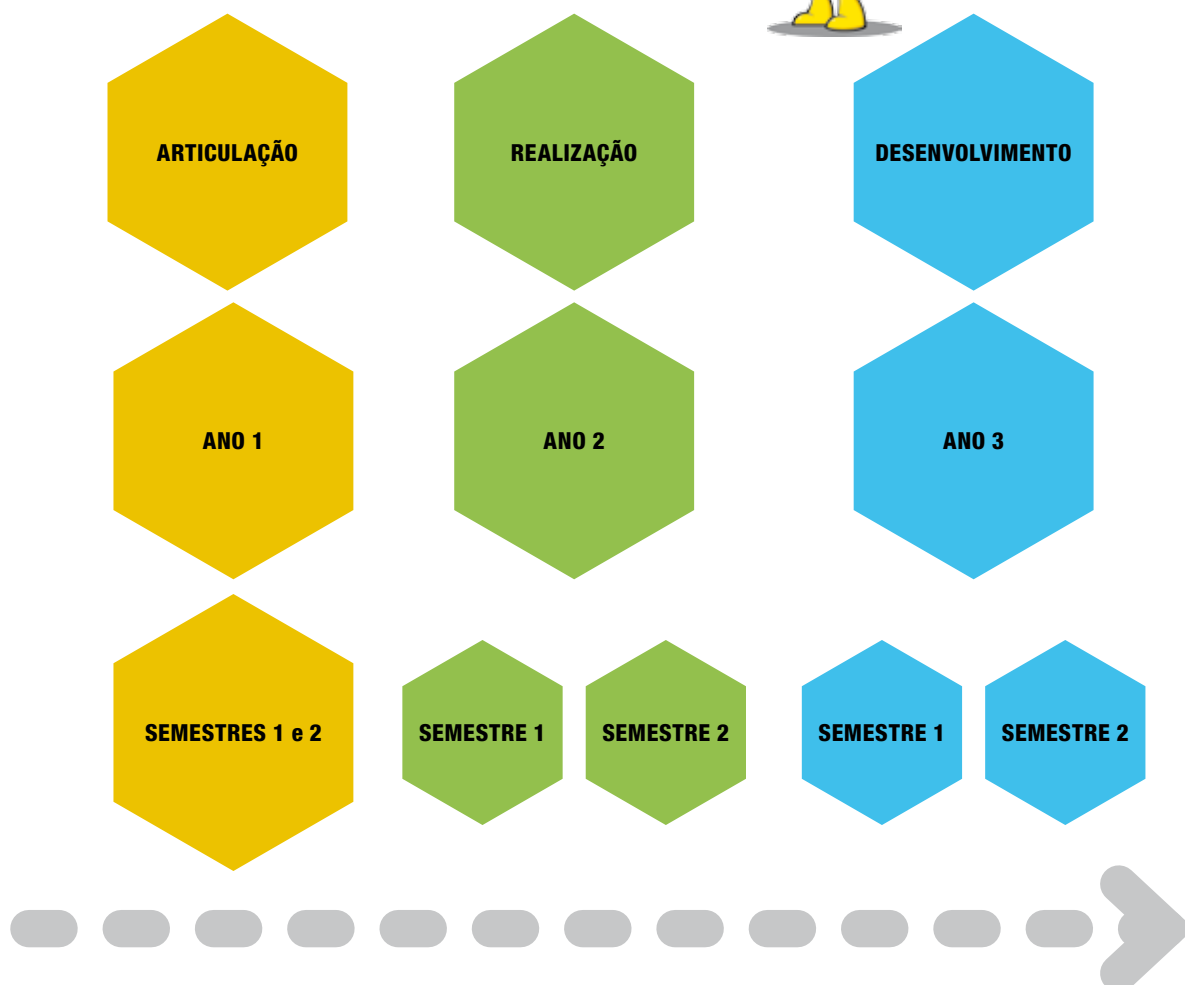 ARTICULAÇÃO
REALIZAÇÃO
DESENVOLVIMENTO
ANO 1
ANO 2
ANO 3
SEMESTRES 1 e 2
SEMESTRE 1
SEMESTRE 2
SEMESTRE 1
SEMESTRE 2